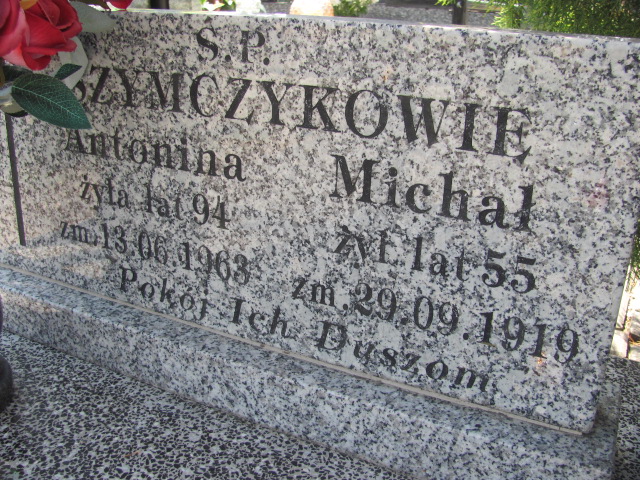 S.P.
SZYMCZYKOWIE
Antonina
żyła lat 94
zm.13.06.1963
Michał
żył lat 55
zm.29.09.1919
Pokój Ich Duszom